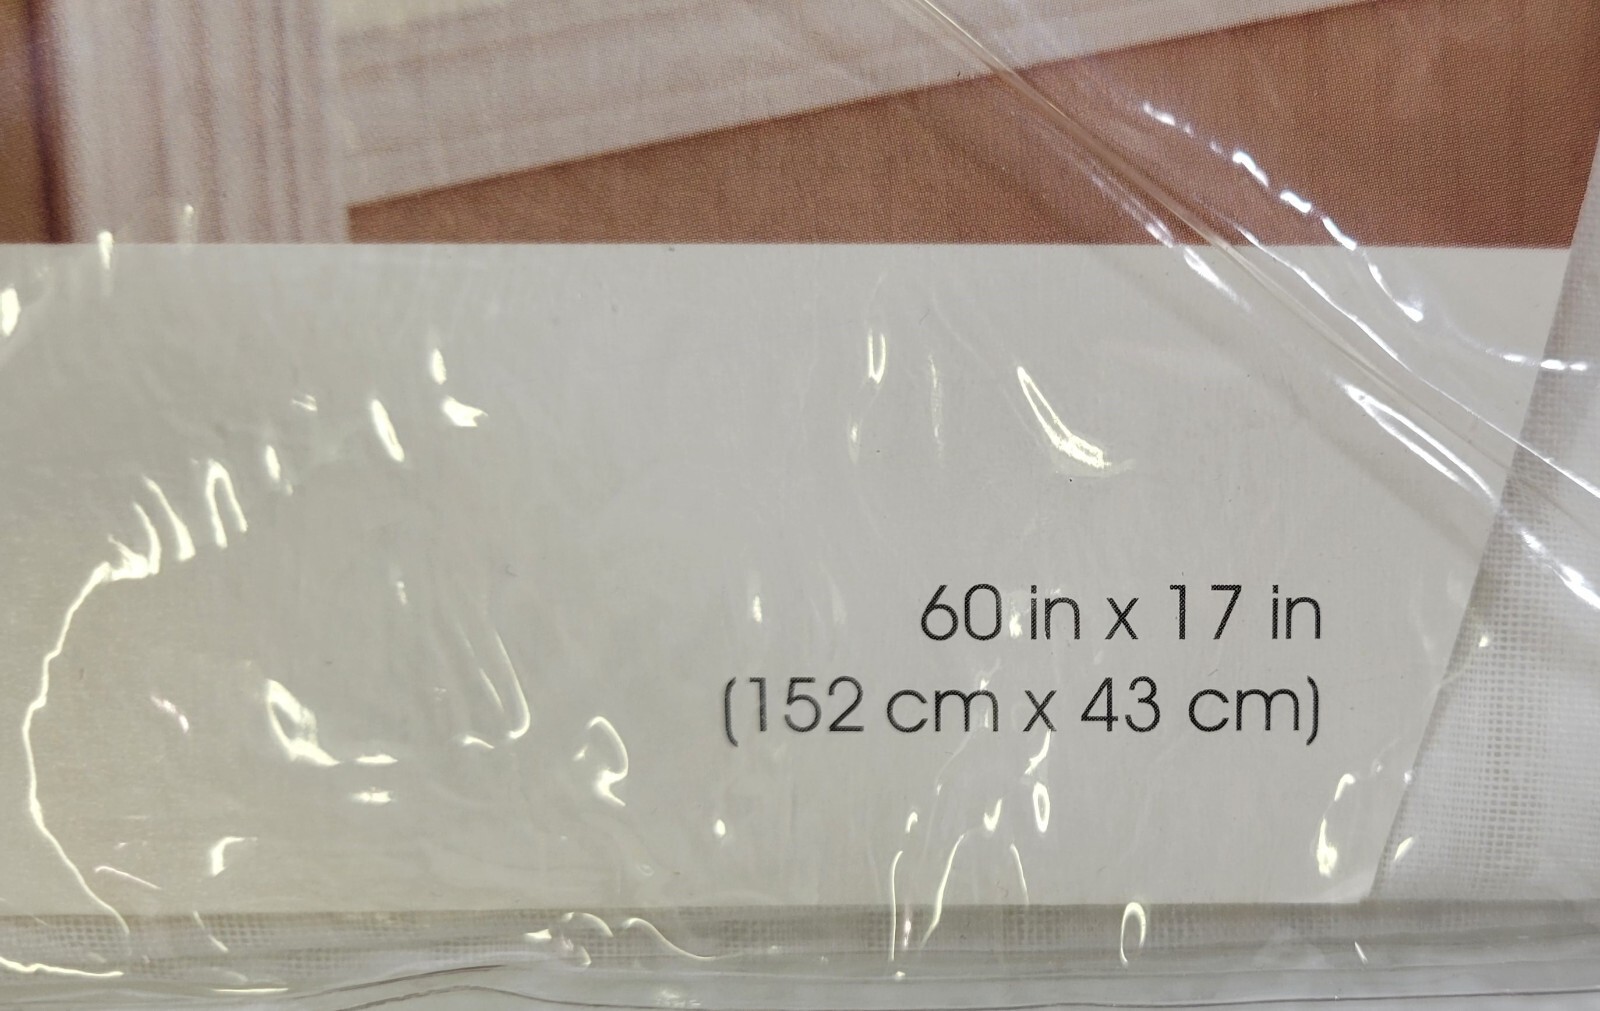 60 in x 17 in
(152 cm x 43 cm)